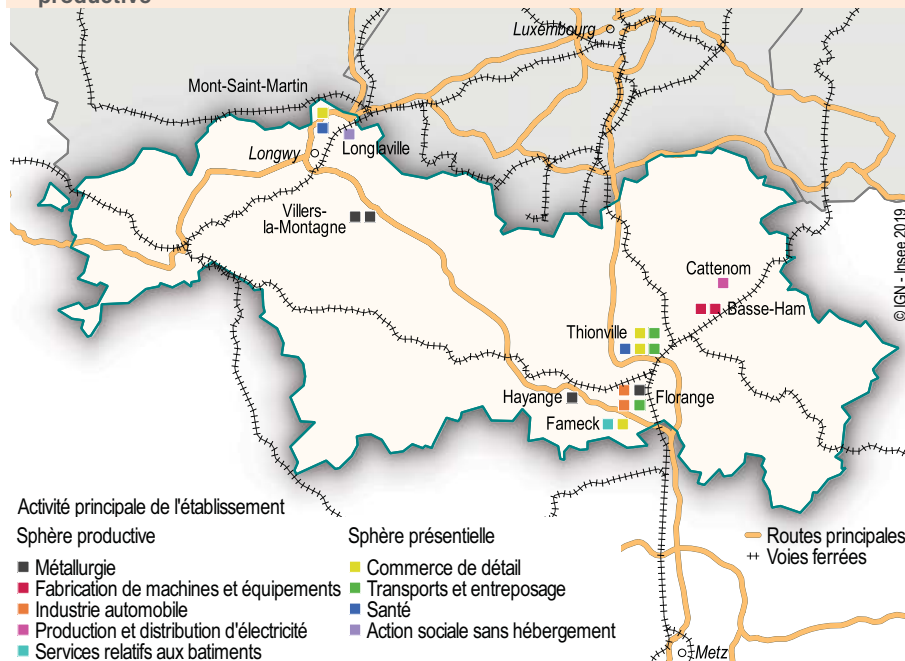 productive
Luxembourg
Mont-Saint-Martin
Longwy
Longlaville
Villers-
la-Montagne
Cattenom
Basse-Ham
Thionville
Hayange
Florange
Fameck
© IGN - Insee 2019
Activité principale de l'établissement
Sphère productive
Métallurgie
Fabrication de machines et équipements
Industrie automobile
Production et distribution d'électricité
Services relatifs aux batiments
Sphère présentielle
Commerce de détail
Transports et entreposage
Santé
Action sociale sans hébergement
Routes principales
Voies ferrées
Metz